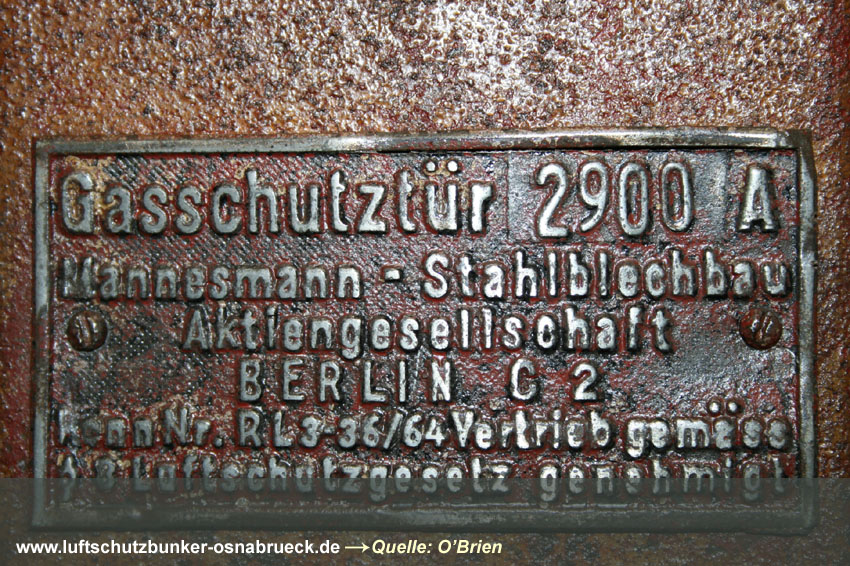 Gasschutztür 2900 A
Mannesmann - Stahlblechbau
Aktiengesellschaft
BERLIN C 2
Kenn Nr. RL3-36/64 Vertrieb gemäss
§ 8 Luftschutzgesetz genehmigt
www.luftschutzbunker-osnabrueck.de → Quelle: O'Brien